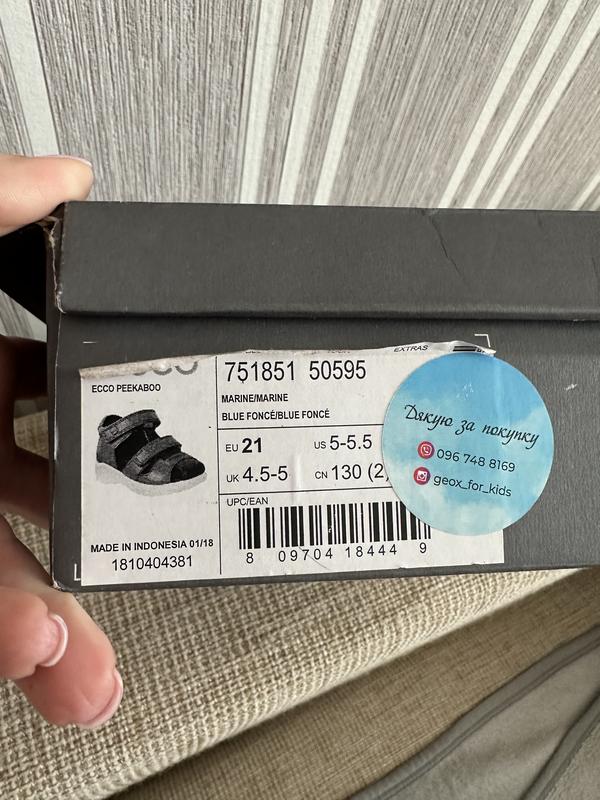 EXTRAS
751851 50595
ECCO PEEKABOO
MARINE/MARINE
BLUE FONCÉ/BLUE FONCÉ
EU 21 US 5-5.5
UK 4.5-5 CN 130 (2)
UPC/EAN
8 09704 18444 9
MADE IN INDONESIA 01/18
1810404381
Дякую за покупку
096 748 8169
geox_for_kids